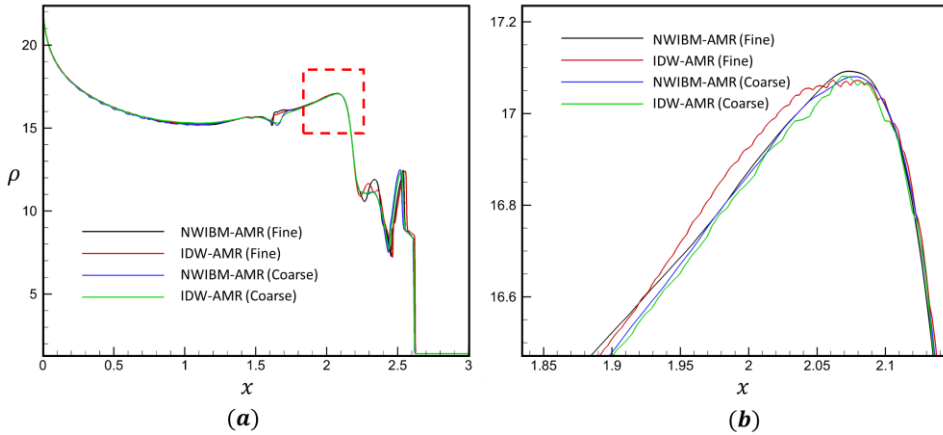 20
15
ρ
10
5
NWIBM-AMR (Fine)
IDW-AMR (Fine)
NWIBM-AMR (Coarse)
IDW-AMR (Coarse)
0 0.5 1 1.5 2 2.5 3
x
(a)
17.2
17
16.8
16.6
NWIBM-AMR (Fine)
IDW-AMR (Fine)
NWIBM-AMR (Coarse)
IDW-AMR (Coarse)
1.85 1.9 1.95 2 2.05 2.1
x
(b)